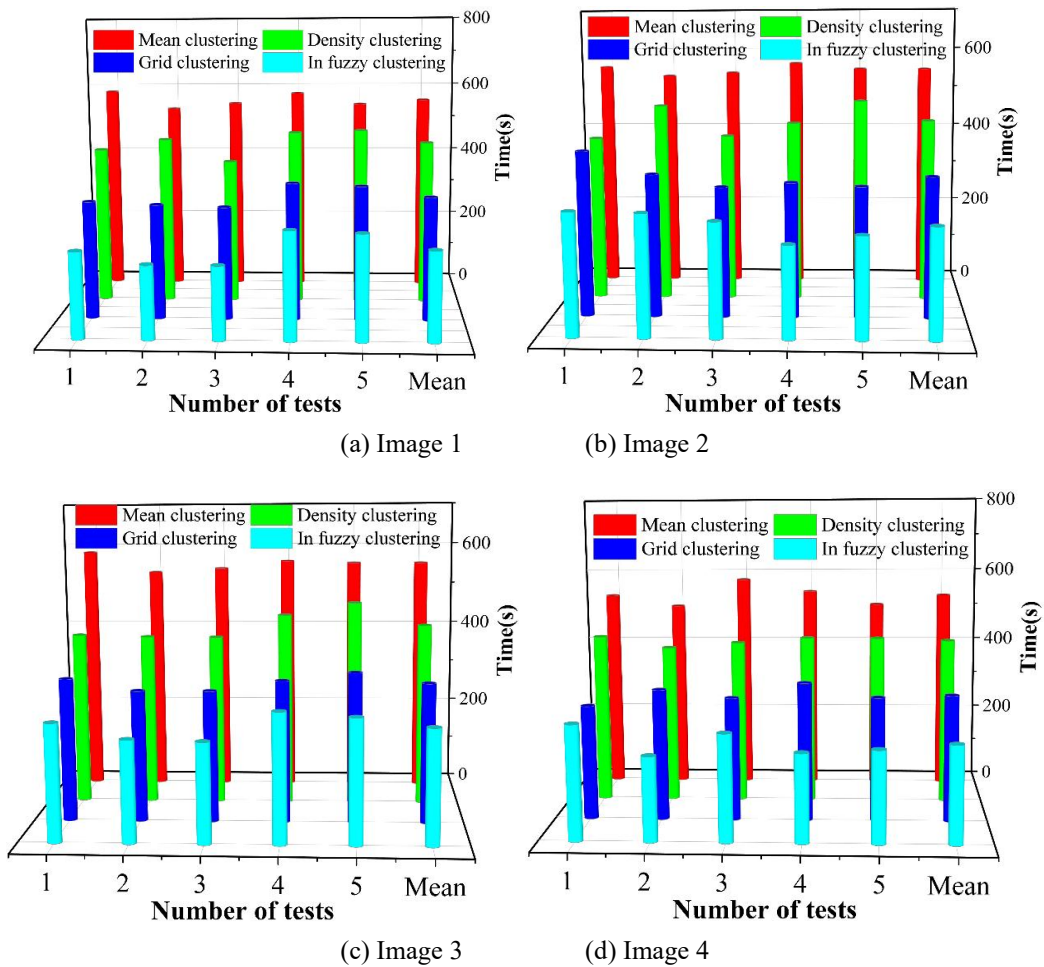 Mean clustering Density clustering
Grid clustering In fuzzy clustering
800
600
400
200
0
Time(s)
1 2 3 4 5 Mean
Number of tests
(a) Image 1
Mean clustering Density clustering
Grid clustering In fuzzy clustering
600
400
200
0
Time(s)
1 2 3 4 5 Mean
Number of tests
(b) Image 2
Mean clustering Density clustering
Grid clustering In fuzzy clustering
600
400
200
0
Time(s)
1 2 3 4 5 Mean
Number of tests
(c) Image 3
Mean clustering Density clustering
Grid clustering In fuzzy clustering
800
600
400
200
0
Time(s)
1 2 3 4 5 Mean
Number of tests
(d) Image 4